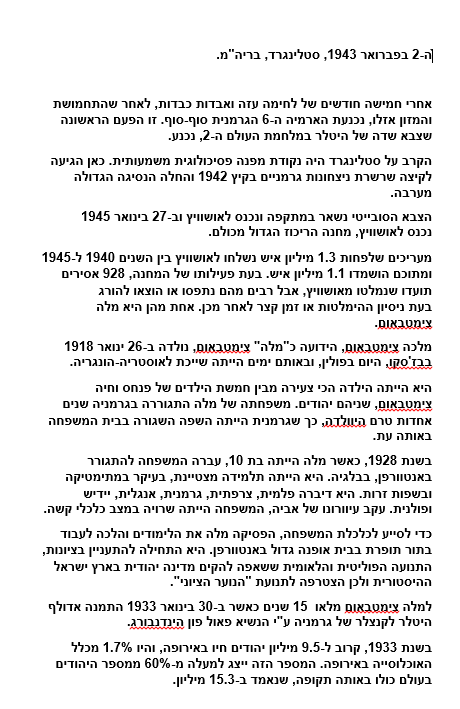 ה-2 בפברואר 1943, סטלינגרד, בריה"מ.
אחרי חמישה חודשים של לחימה עזה ואבדות כבדות, לאחר שהתחמושת
והמזון אזלו, נכנעת הארמיה ה-6 הגרמנית סוף-סוף. זו הפעם הראשונה
שצבא שדה של היטלר במלחמת העולם ה-2, נכנע.
הקרב על סטלינגרד היה נקודת מפנה פסיכולוגית משמעותית. כאן הגיעה
לקיצה שרשרת ניצחונות גרמניים בקיץ 1942 והחלה הנסיגה הגדולה
מערבה.
הצבא הסובייטי נשאר במתקפה ונכנס לאושוויץ וב-27 בינואר 1945
נכנס לאושוויץ, מחנה הריכוז הגדול מכולם.
מעריכים שלפחות 1.3 מיליון איש נשלחו לאושוויץ בין השנים 1940 ל-1945
ומתוכם הושמדו 1.1 מיליון איש. בעת פעילותו של המחנה, 928 אסירים
תועדו שנמלטו מאושוויץ, אבל רבים מהם נתפסו או הוצאו להורג
בעת ניסיון ההימלטות או זמן קצר לאחר מכן. אחת מהן היא מלה
צימטבאום.
מלכה צימטבאום, הידועה כ"מלה" צימטבאום, נולדה ב-26 ינואר 1918
בבז'סקו, היום בפולין, ובאותם ימים הייתה שייכת לאוסטריה-הונגריה.
היא הייתה הילדה הכי צעירה מבין חמשת הילדים של פנחס וחיה
צימטבאום, שניהם יהודים. משפחתה של מלה התגוררה בגרמניה שנים
אחדות טרם היוולדה, כך שגרמנית הייתה השפה השגורה בבית המשפחה
באותה עת.
בשנת 1928, כאשר מלה הייתה בת 10, עברה המשפחה להתגורר
באנטוורפן, בבלגיה. היא הייתה תלמידה מצטיינת, בעיקר במתימטיקה
ובשפות זרות. היא דיברה פלמית, צרפתית, גרמנית, אנגלית, יידיש
ופולנית. עקב עיוורונו של אביה, המשפחה הייתה שרויה במצב כלכלי קשה.
כדי לסייע לכלכלת המשפחה, הפסיקה מלה את הלימודים והלכה לעבוד
בתור תופרת בבית אופנה גדול באנטוורפן. היא התחילה להתעניין בציונות,
התנועה הפוליטית והלאומית ששאפה להקים מדינה יהודית בארץ ישראל
ההיסטורית ולכן הצטרפה לתנועת "הנוער הציוני".
למלה צימטבאום מלאו 15 שנים כאשר ב-30 בינואר 1933 התמנה אדולף
היטלר לקנצלר של גרמניה ע"י הנשיא פאול פון הינדנבורג.
בשנת 1933, קרוב ל-9.5 מיליון יהודים חיו באירופה, והיו 1.7% מכלל
האוכלוסייה באירופה. המספר הזה ייצג למעלה מ-60% ממספר היהודים
בעולם כולו באותה תקופה, שנאמד ב-15.3 מיליון.